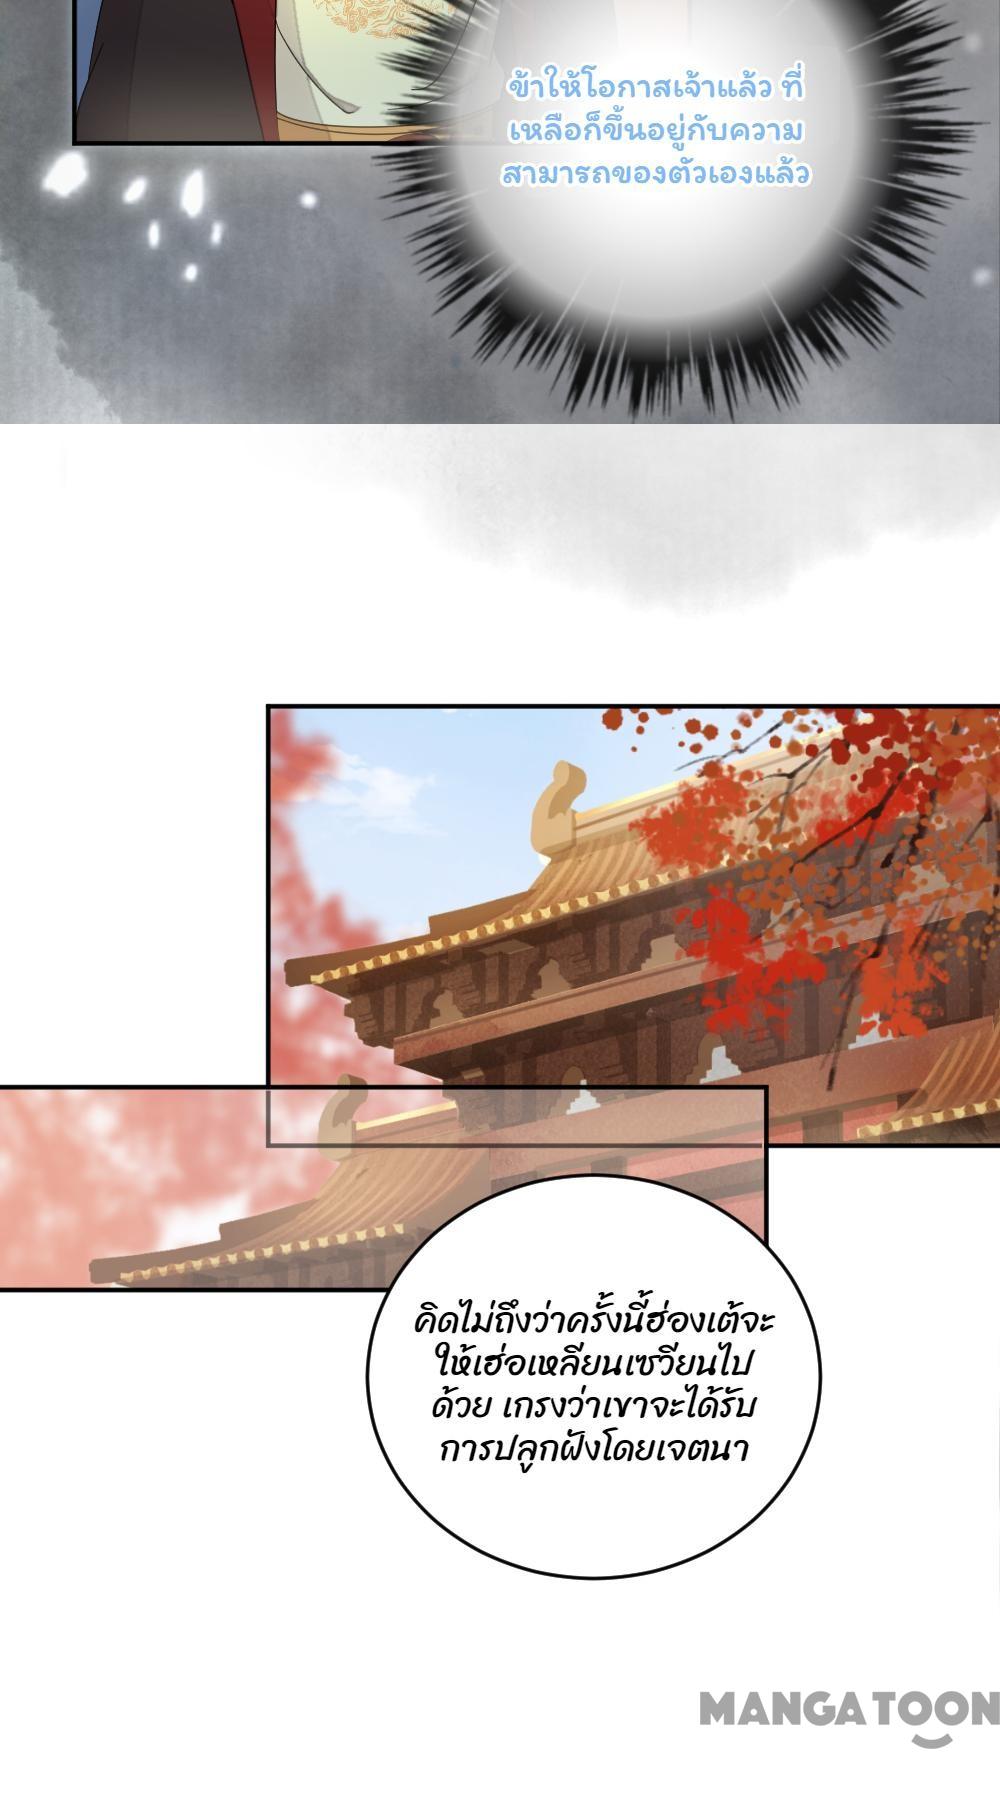 ข้าให้โอกาสเจ้าแล้ว ที่
เหลือก็ขึ้นอยู่กับความ
สามารถของตัวเองแล้ว
คิดไม่ถึงว่าครั้งนี้ฮ่องเต้จะ
ให้เฮ่อเหลียนเซวียนไป
ด้วย เกรงว่าเขาจะได้รับ
การปลูกฝังโดยเจตนา
MANGATOON